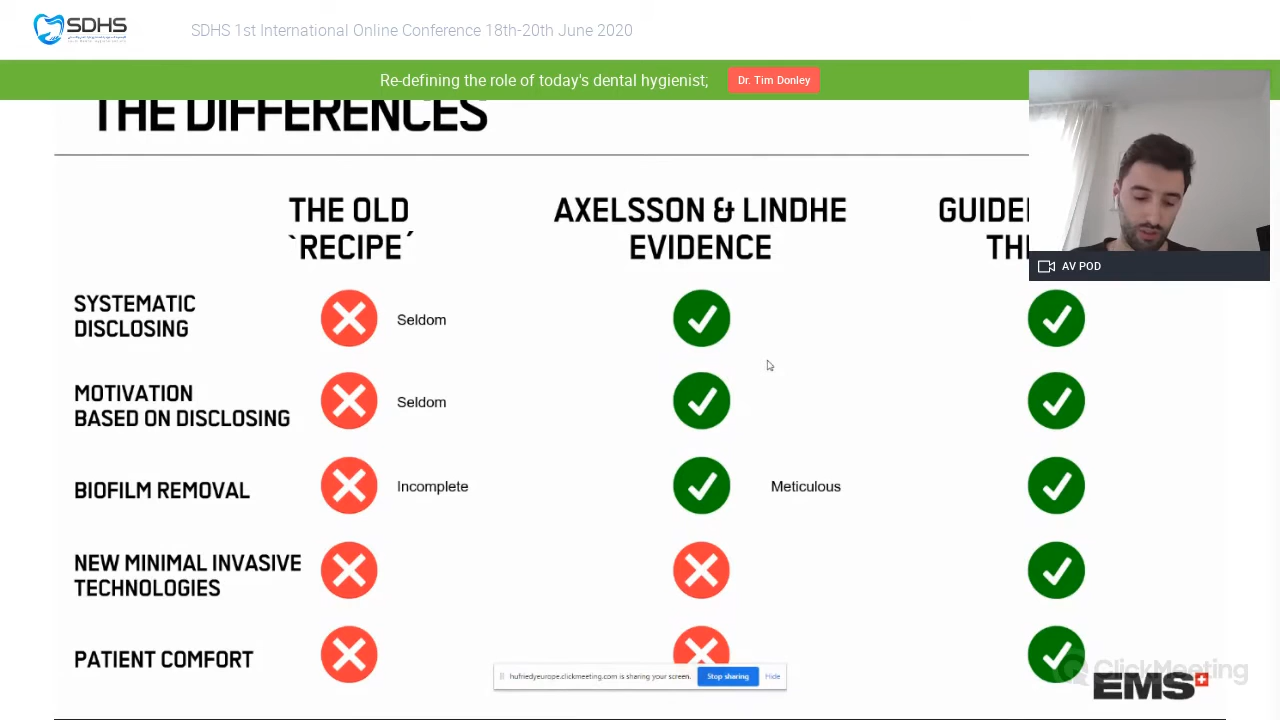 SDHS
SDHS 1st International Online Conference 18th-20th June 2020
Re-defining the role of today's dental hygienist;
Dr. Tim Donley
THE DIFFERENCES
THE OLD
`RECIPE´
AXELSSON & LINDHE
EVIDENCE
AV POD
SYSTEMATIC
DISCLOSING
Seldom
MOTIVATION
BASED ON DISCLOSING
Seldom
BIOFILM REMOVAL
Incomplete
Meticulous
NEW MINIMAL INVASIVE
TECHNOLOGIES
PATIENT COMFORT
hufriedyeurope.clickmeeting.com is sharing your screen.
Stop sharing
Hide
ClickMeeting
EMS